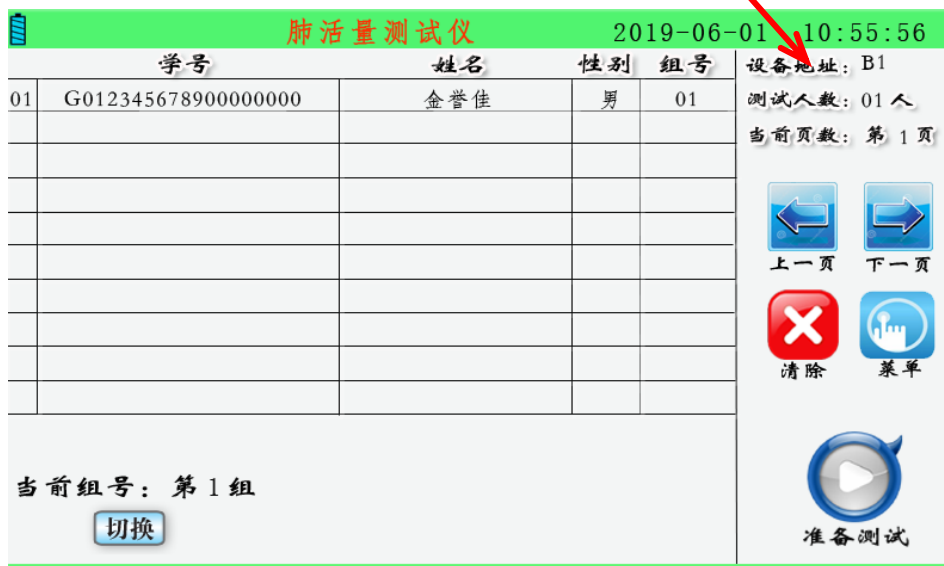 肺活量测试仪 2019-06-01 10:55:56
学号 姓名 性别 组号
设备地址: B1
01 G012345678900000000 金誉佳 男 01
测试人数: 01 人
当前页数: 第 1 页
上一页 下一页
清除 菜单
当前组号: 第 1 组
切换
准备测试